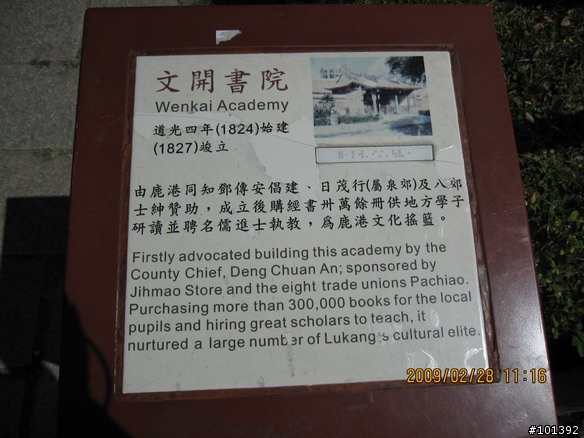 文開書院
Wenkai Academy
道光四年(1824)始建
(1827)竣立
由鹿港同知鄧傳安倡建、日茂行(屬泉郊)及八郊
士紳贊助，成立後購經書卅萬餘冊供地方學子
研讀並聘名儒進士執教，爲鹿港文化搖籃。
Firstly advocated building this academy by the
County Chief, Deng Chuan An; sponsored by
Jihmao Store and the eight trade unions Pachiao.
Purchasing more than 300,000 books for the local
pupils and hiring great scholars to teach, it
nurtured a large number of Lukang's cultural elite.
2009/02/28 11:16
#101392